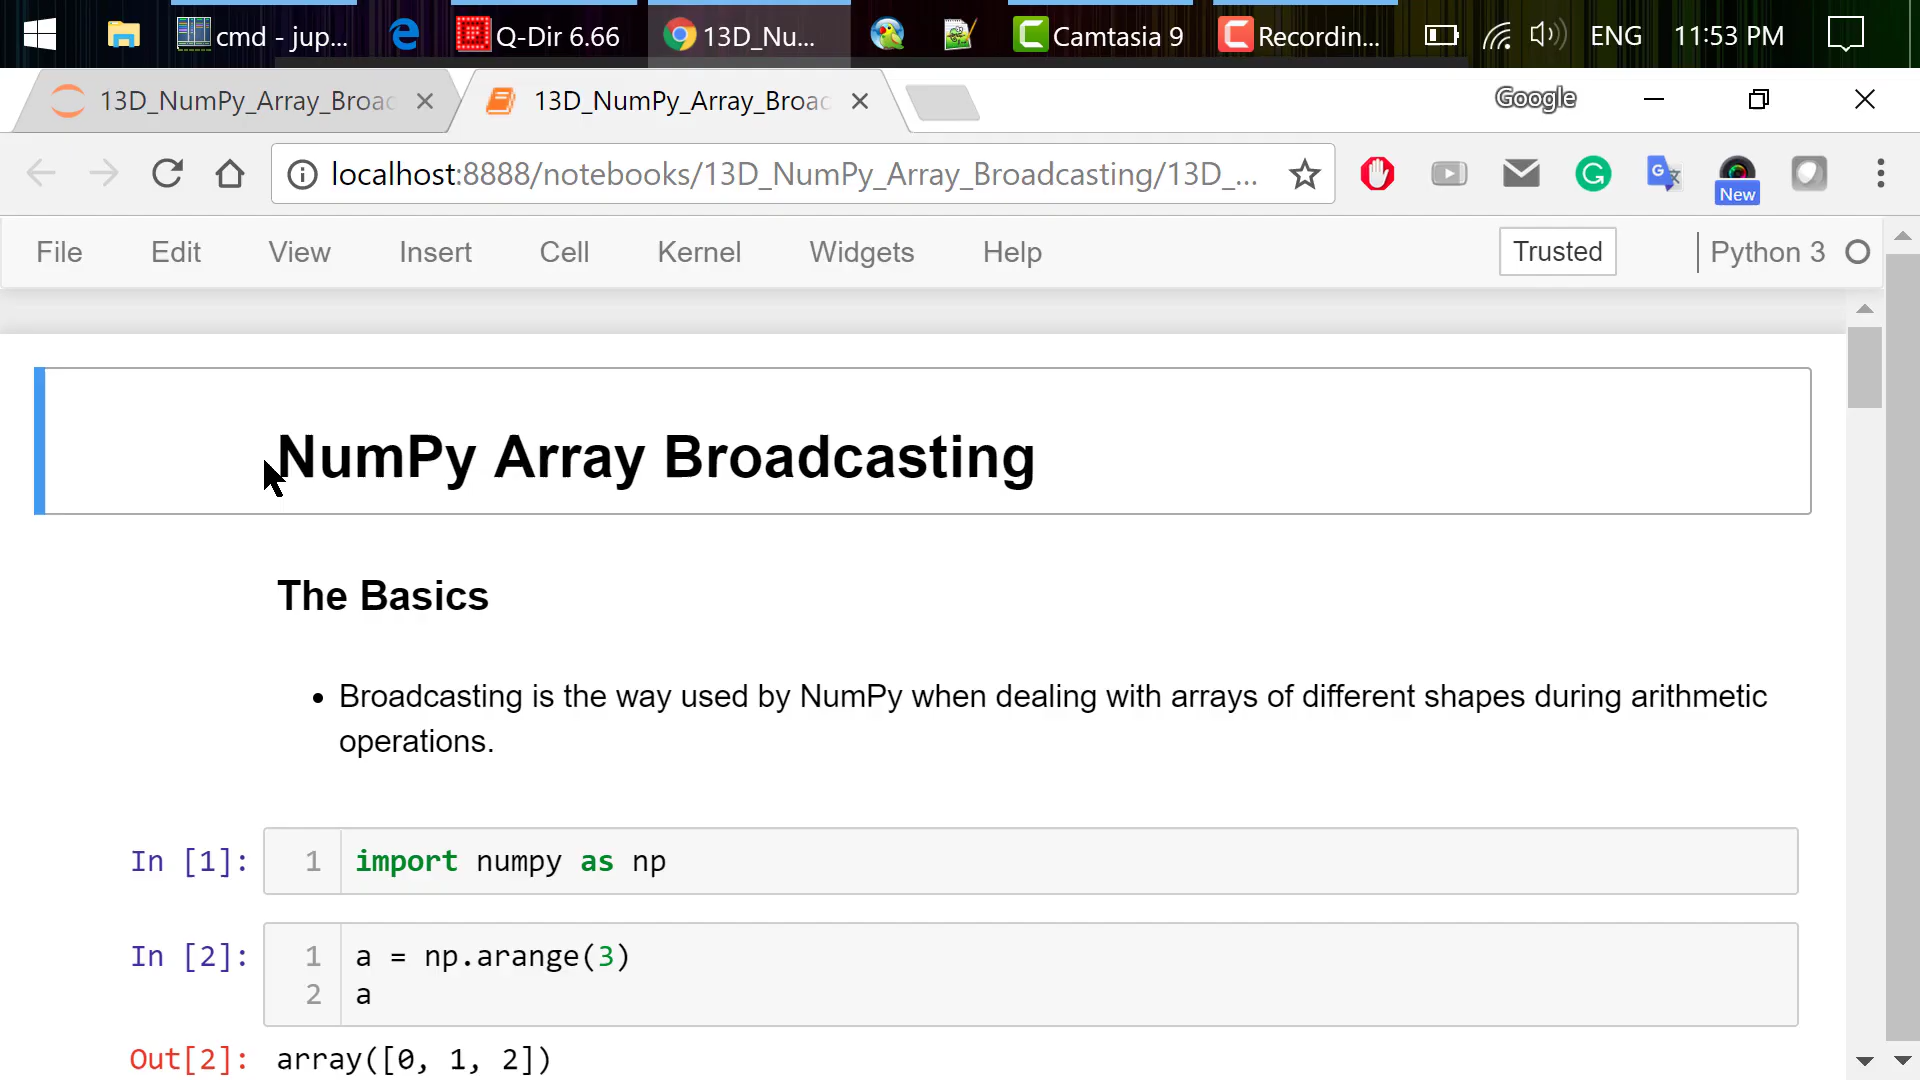 cmd - jup... Q-Dir 6.66 13D_Nu... Camtasia 9 Recordin... ENG 11:53 PM
13D_NumPy_Array_Broad 13D_NumPy_Array_Broad Google
localhost:8888/notebooks/13D_NumPy_Array_Broadcasting/13D_... New
File Edit View Insert Cell Kernel Widgets Help Trusted Python 3
NumPy Array Broadcasting
The Basics
• Broadcasting is the way used by NumPy when dealing with arrays of different shapes during arithmetic
operations.
In [1]: 1 import numpy as np
In [2]: 1 a = np.arange(3)
2 a
Out[2]: array([0, 1, 2])